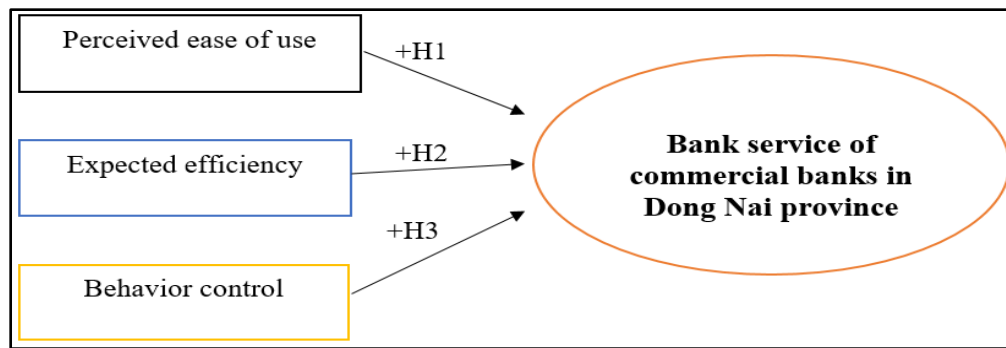 Perceived ease of use
+H1
Expected efficiency
+H2
Bank service of
commercial banks in
Dong Nai province
+H3
Behavior control